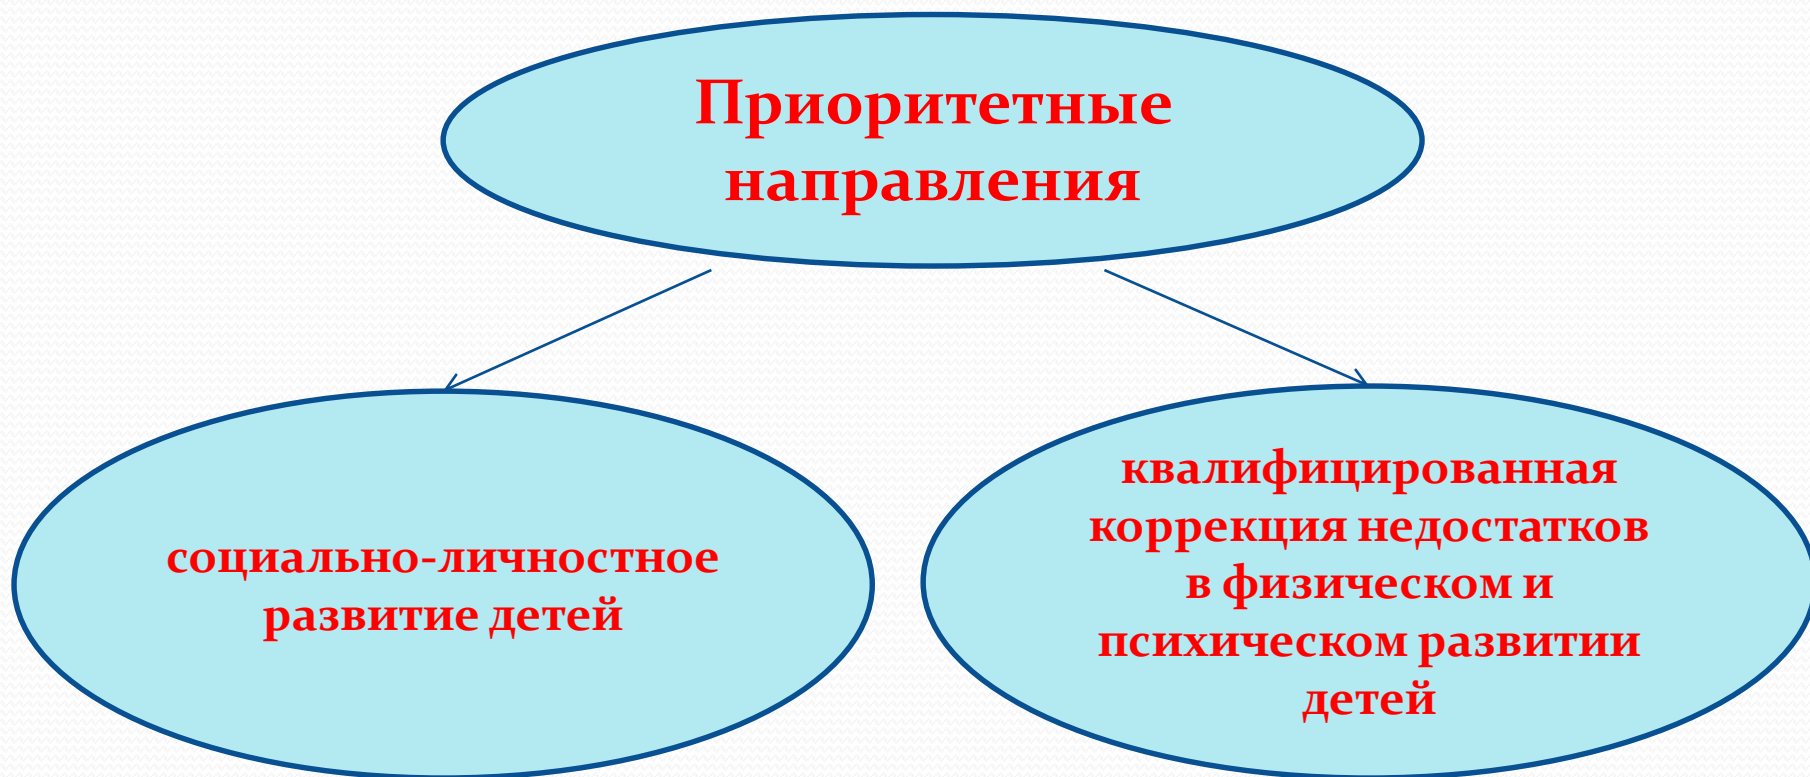 Приоритетные
направления
социально-личностное
развитие детей
квалифицированная
коррекция недостатков
в физическом и
психическом развитии
детей